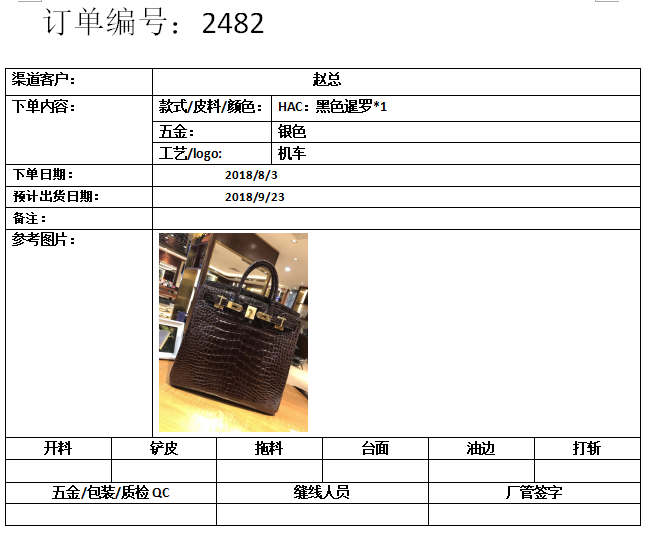 订单编号：2482
渠道客户： 赵总
下单内容： 款式/皮料/颜色： HAC：黑色暹罗*1
五金： 银色
工艺/logo: 机车
下单日期： 2018/8/3
预计出货日期： 2018/9/23
备注：
参考图片：
开料 铲皮 拖料 台面 油边 打斩
五金/包装/质检 QC 缝线人员 厂管签字